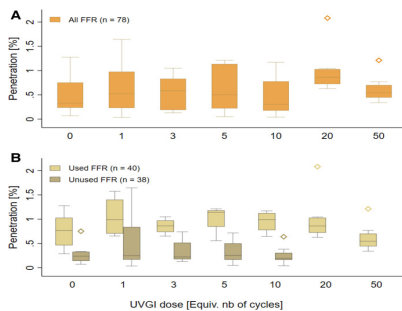 A
All FFR (n = 78)
Penetration [%]
2
1.5
1
.5
0
0 1 3 5 10 20 50
B
Used FFR (n = 40)
Unused FFR (n = 38)
Penetration [%]
2
1.5
1
.5
0
0 1 3 5 10 20 50
UVGI dose [Equiv. nb of cycles]